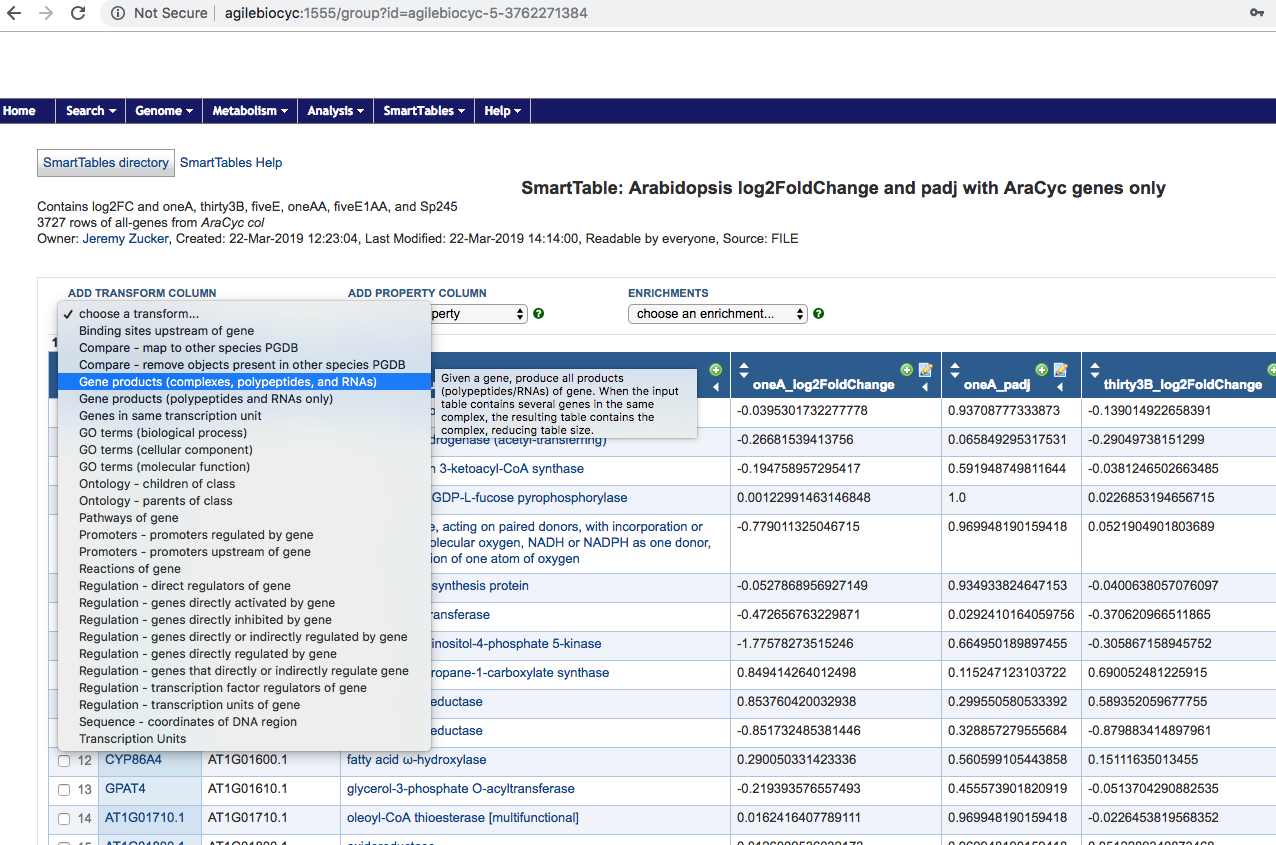 Not Secure | agilebiocyc:1555/group?id=agilebiocyc-5-3762271384
Home Search Genome Metabolism Analysis SmartTables Help
SmartTables directory SmartTables Help
SmartTable: Arabidopsis log2FoldChange and padj with AraCyc genes only
Contains log2FC and oneA, thirty3B, fiveE, oneAA, fiveE1AA, and Sp245
3727 rows of all-genes from AraCyc col
Owner: Jeremy Zucker, Created: 22-Mar-2019 12:23:04, Last Modified: 22-Mar-2019 14:14:00, Readable by everyone, Source: FILE
ADD TRANSFORM COLUMN ADD PROPERTY COLUMN ENRICHMENTS
perty choose an enrichment...
✓ choose a transform...
Binding sites upstream of gene
Compare - map to other species PGDB
Compare - remove objects present in other species PGDB
Gene products (complexes, polypeptides, and RNAs)
Gene products (polypeptides and RNAs only)
Genes in same transcription unit
GO terms (biological process)
GO terms (cellular component)
GO terms (molecular function)
Ontology - children of class
Ontology - parents of class
Pathways of gene
Promoters - promoters regulated by gene
Promoters - promoters upstream of gene
Reactions of gene
Regulation - direct regulators of gene
Regulation - genes directly activated by gene
Regulation - genes directly inhibited by gene
Regulation - genes directly or indirectly regulated by gene
Regulation - genes directly regulated by gene
Regulation - genes that directly or indirectly regulate gene
Regulation - transcription factor regulators of gene
Regulation - transcription units of gene
Sequence - coordinates of DNA region
Transcription Units
Given a gene, produce all products
(polypeptides/RNAs) of gene. When the input
table contains several genes in the same
complex, the resulting table contains the
complex, reducing table size.
oneA_log2FoldChange oneA_padj thirty3B_log2FoldChange
-0.0395301732277778 0.93708777333873 -0.139014922658391
drogenase (acetyl-transferring) -0.26681539413756 0.065849295317531 -0.29049738151299
n 3-ketoacyl-CoA synthase -0.194758957295417 0.591948749811644 -0.0381246502663485
GDP-L-fucose pyrophosphorylase 0.00122991463146848 1.0 0.0226853194656715
e, acting on paired donors, with incorporation or -0.779011325046715 0.969948190159418 0.0521904901803689
olecular oxygen, NADH or NADPH as one donor,
ion of one atom of oxygen
synthesis protein -0.0527868956927149 0.934933824647153 -0.0400638057076097
ransferase -0.472656763229871 0.0292410164059756 -0.370620966511865
inositol-4-phosphate 5-kinase -1.77578273515246 0.664950189897455 -0.305867158945752
ropane-1-carboxylate synthase 0.849414264012498 0.115247123103722 0.690052481225915
eductase 0.853760420032938 0.299550580533392 0.589352059677755
eductase -0.851732485381446 0.328857279555684 -0.879883414897961
12 CYP86A4 AT1G01600.1 fatty acid ω-hydroxylase 0.290050331423336 0.560599105443858 0.15111635013455
13 GPAT4 AT1G01610.1 glycerol-3-phosphate O-acyltransferase -0.219393576557493 0.455573901820919 -0.0513704290882535
14 AT1G01710.1 AT1G01710.1 oleoyl-CoA thioesterase [multifunctional] 0.0162416407789111 0.969948190159418 -0.0226453819568352